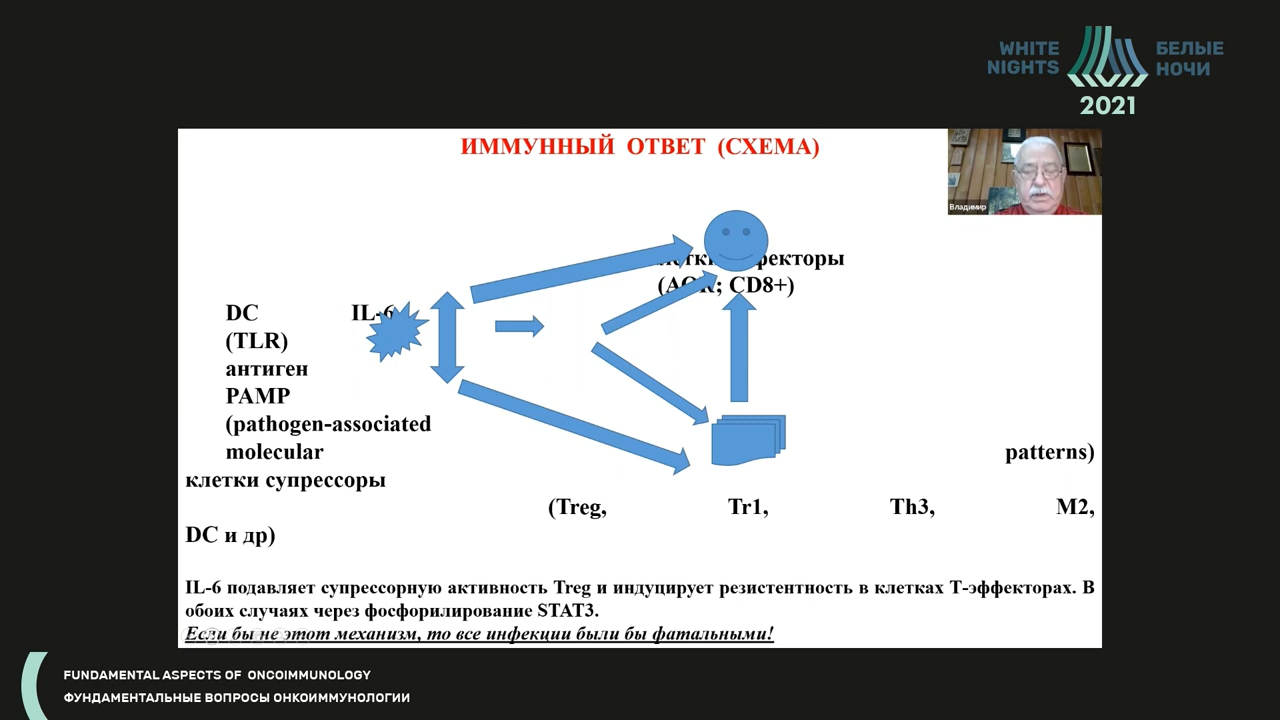 WHITE NIGHTS
БЕЛЫЕ НОЧИ
2021
ИММУННЫЙ ОТВЕТ (СХЕМА)
Владимир
(AOK; CD8+)
DC IL-6
(TLR)
антиген
PAMP
(pathogen-associated
molecular patterns)
клетки супрессоры
(Treg, Tr1, Th3, M2,
DC и др)
IL-6 подавляет супрессорную активность Treg и индуцирует резистентность в клетках Т-эффекторах. В
обоих случаях через фосфорилирование STAT3.
Если бы не этот механизм, то все инфекции были бы фатальными!
FUNDAMENTAL ASPECTS OF ONCOIMMUNOLOGY
ФУНДАМЕНТАЛЬНЫЕ ВОПРОСЫ ОНКОИММУНОЛОГИИ